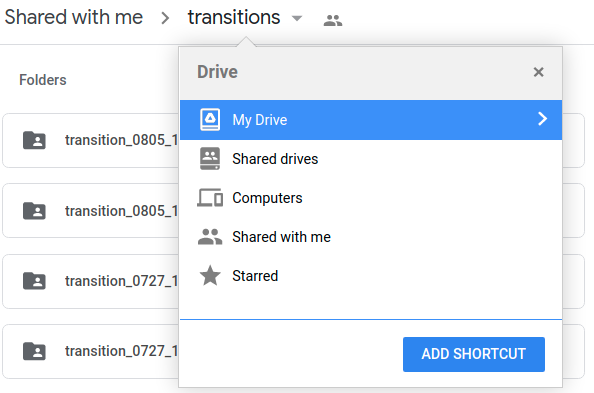 Shared with me > transitions
Folders
Drive
My Drive
Shared drives
Computers
Shared with me
Starred
ADD SHORTCUT
transition_0805_1
transition_0805_1
transition_0727_1
transition_0727_1